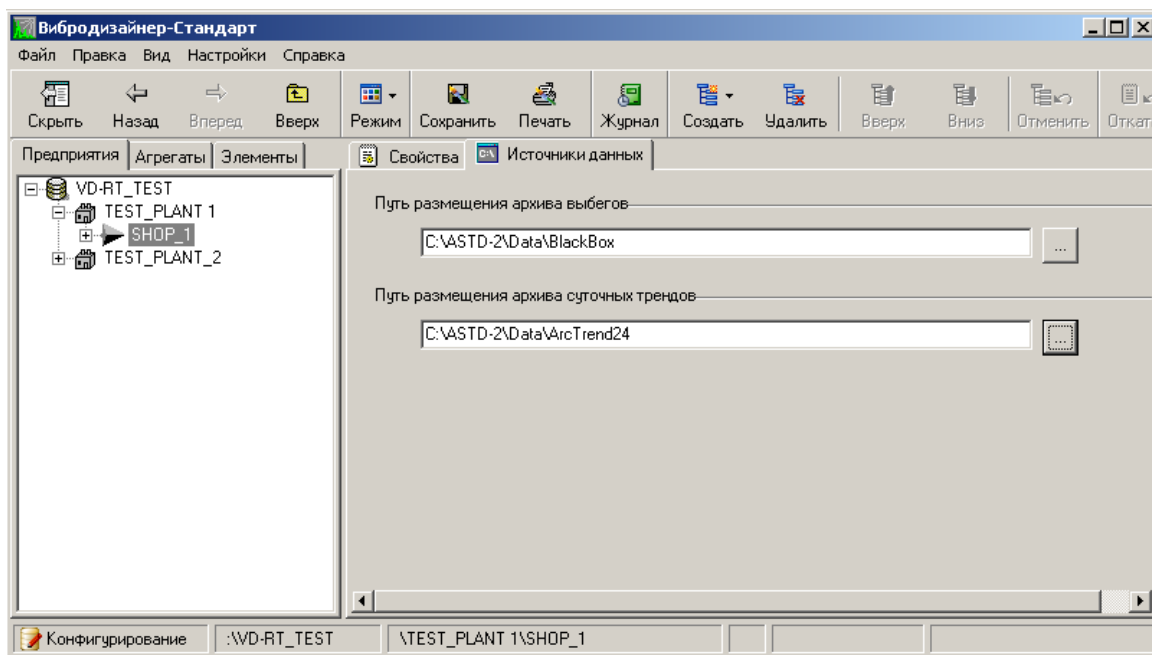 Вибродизайнер-Стандарт
Файл Правка Вид Настройки Справка
Скрыть Назад Вперед Вверх Режим Сохранить Печать Журнал Создать Удалить Вверх Вниз Отменить Откат
Предприятия Агрегаты Элементы Свойства C:\ Источники данных
VD-RT_TEST
TEST_PLANT 1
SHOP_1
TEST_PLANT_2
Путь размещения архива выбегов
C:\ASTD-2\Data\BlackBox ...
Путь размещения архива суточных трендов
C:\ASTD-2\Data\ArcTrend24 ...
Конфигурирование :\VD-RT_TEST \TEST_PLANT 1\SHOP_1